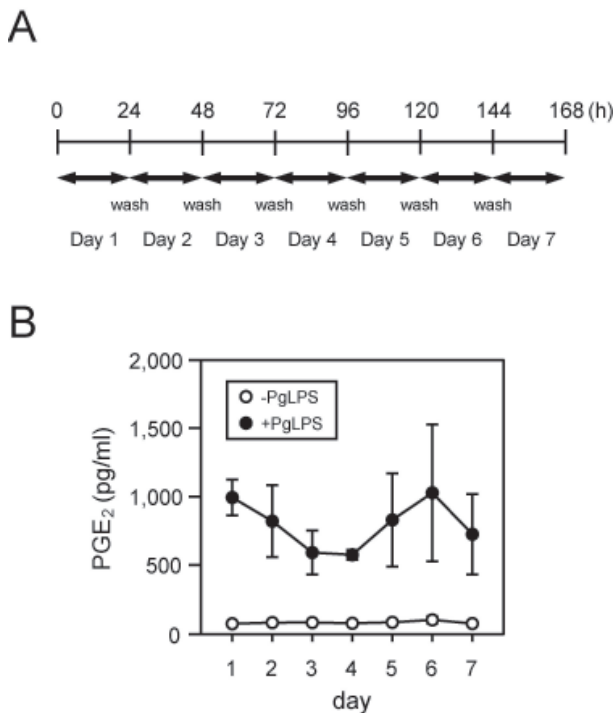 A
0 24 48 72 96 120 144 168 (h)
wash wash wash wash wash wash
Day 1 Day 2 Day 3 Day 4 Day 5 Day 6 Day 7
B
2,000
1,500
1,000
500
0
PGE₂ (pg/ml)
-PgLPS
+PgLPS
1 2 3 4 5 6 7
day